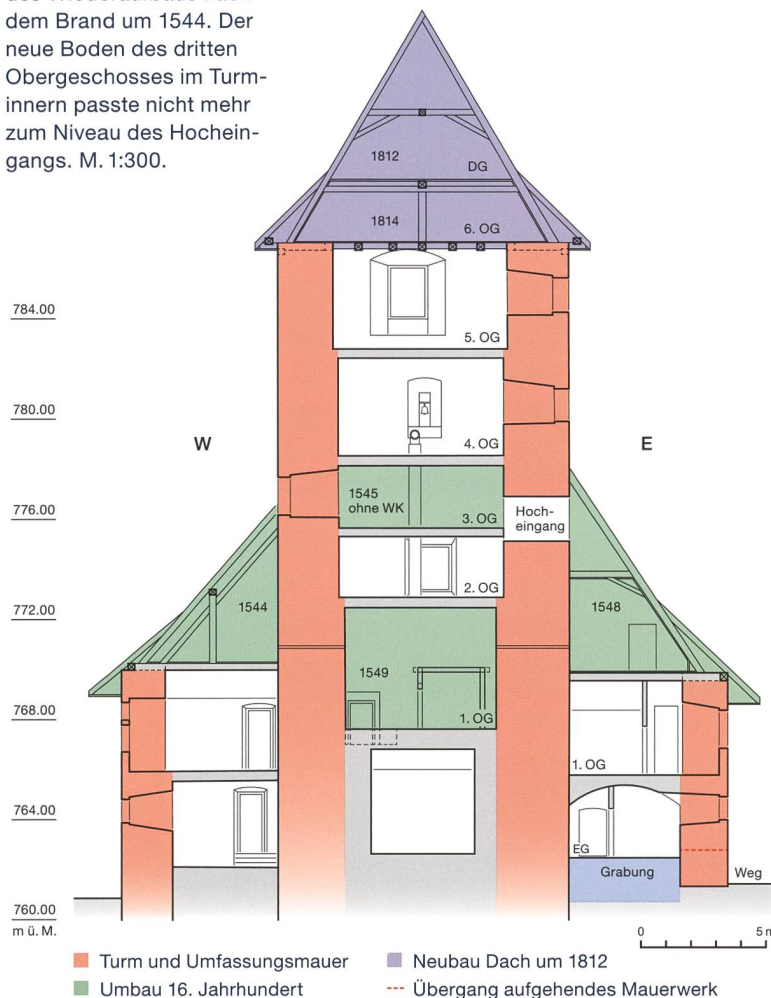 dem Brand um 1544. Der
neue Boden des dritten
Obergeschosses im Turm-
innern passte nicht mehr
zum Niveau des Hochein-
gangs. M. 1:300.
1812
DG
1814
6. OG
784.00
5. OG
780.00
4. OG
W
E
1545
ohne WK
3. OG
Hoch-
eingang
776.00
2. OG
772.00
1544
1548
1549
768.00
1. OG
1. OG
764.00
EG
Grabung
Weg
760.00
m ü. M.
0 5 m
Turm und Umfassungsmauer
Neubau Dach um 1812
Umbau 16. Jahrhundert
Übergang aufgehendes Mauerwerk